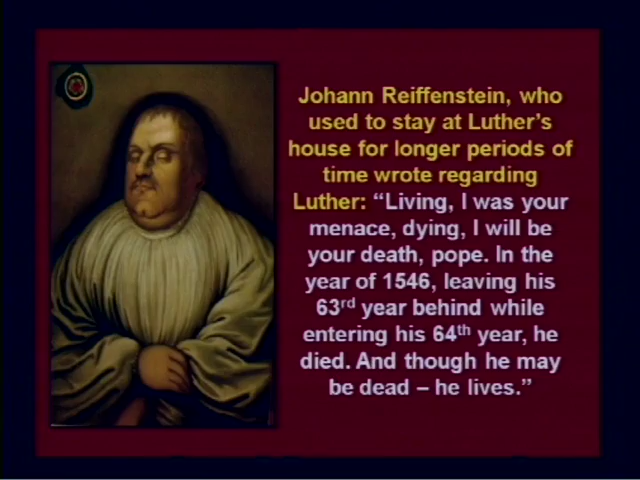 Johann Reiffenstein, who
used to stay at Luther’s
house for longer periods of
time wrote regarding
Luther: “Living, I was your
menace, dying, I will be
your death, pope. In the
year of 1546, leaving his
63rd year behind while
entering his 64th year, he
died. And though he may
be dead – he lives.”